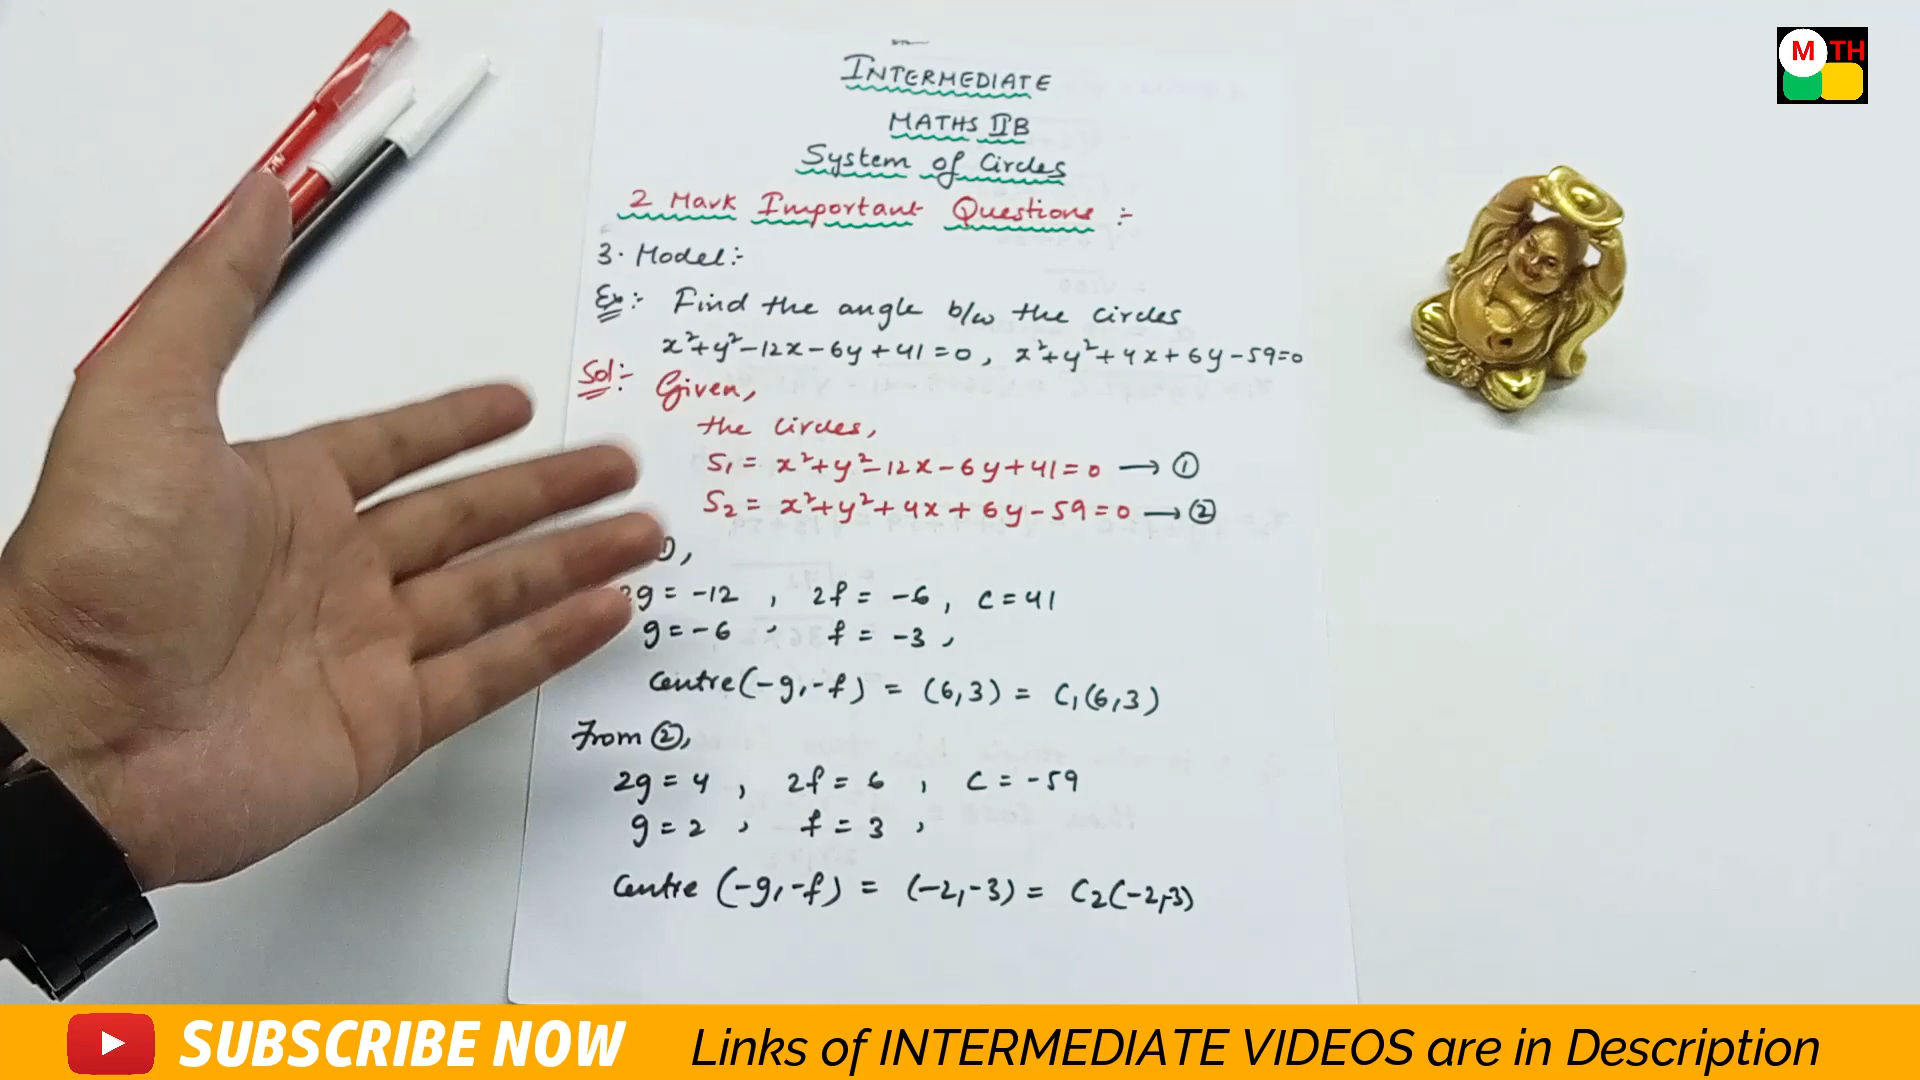 INTERMEDIATE
MATHS IIB
System of Circles
2 Mark Important Questions :-
3. Model:-
Ex:- Find the angle b/w the circles
x²+y²-12x-6y+41=0, x²+y²+4x+6y-59=0
Sol:- Given,
the circles,
S₁ = x²+y²-12x-6y+41=0 → ①
S₂ = x²+y²+4x+6y-59=0 → ②
2g = -12 , 2f = -6, c=41
g = -6 , f = -3 ,
Centre(-g,-f) = (6,3) = C₁(6,3)
From ②,
2g = 4 , 2f = 6 , c = -59
g = 2 , f = 3 ,
Centre (-g,-f) = (-2,-3) = C₂(-2,-3)
M TH
SUBSCRIBE NOW Links of INTERMEDIATE VIDEOS are in Description